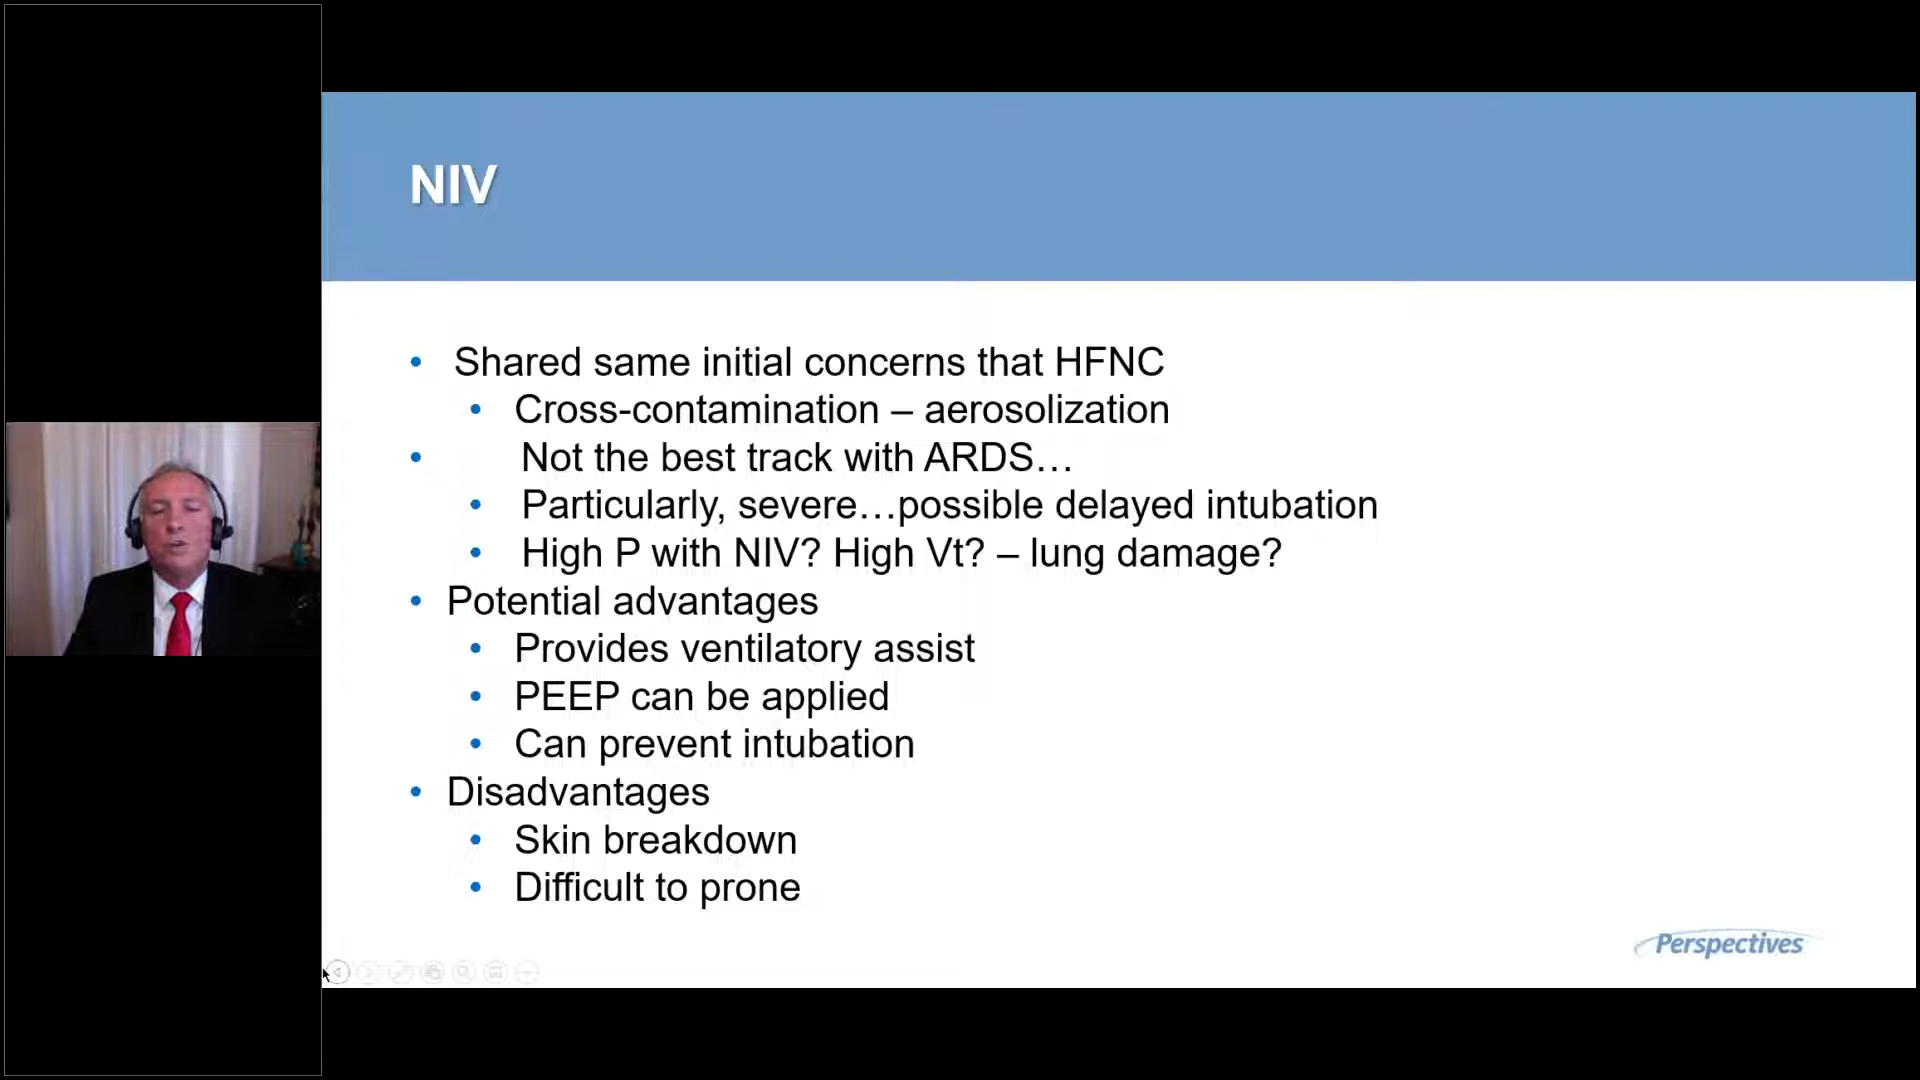 NIV
Shared same initial concerns that HFNC
Cross-contamination – aerosolization
Not the best track with ARDS…
Particularly, severe…possible delayed intubation
High P with NIV? High Vt? – lung damage?
Potential advantages
Provides ventilatory assist
PEEP can be applied
Can prevent intubation
Disadvantages
Skin breakdown
Difficult to prone
Perspectives